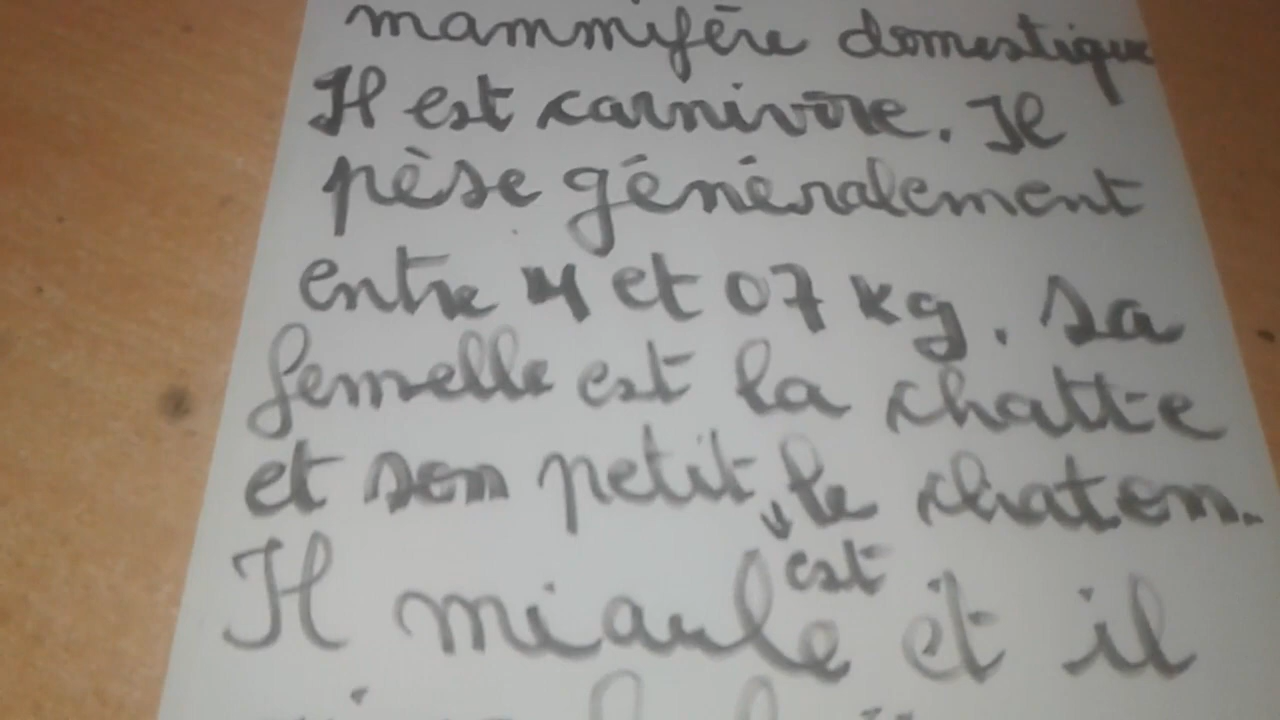 mammifère domestique
Il est carnivore. Il
pèse généralement
entre 4 et 07 kg. Sa
femelle est la chatte
et son petit, le chaton.
est
Il miaule et il